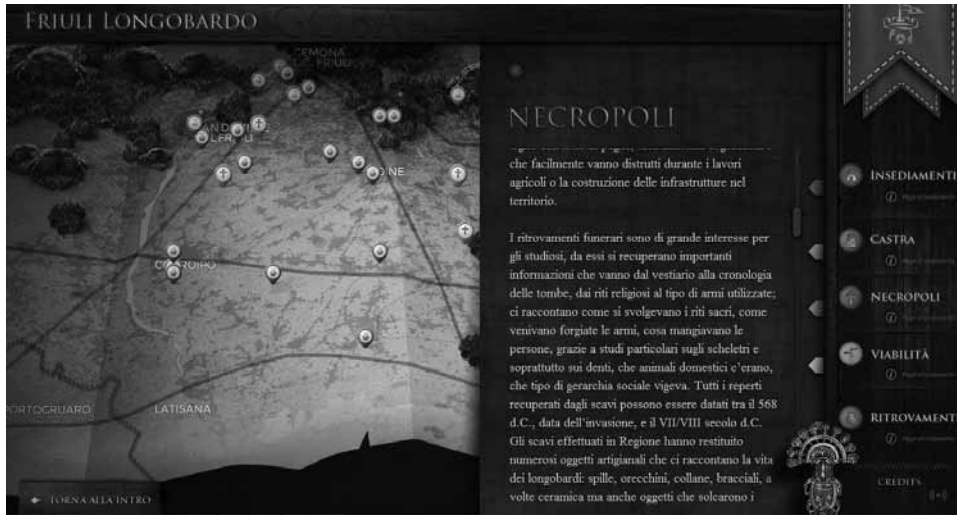 FRIULI LONGOBARDO
GEMONA
DEL FRIULI
CODROIPO
PORTOGRUARO
LATISANA
TORNA ALLA INTRO
NECROPOLI
che facilmente vanno distrutti durante i lavori
agricoli o la costruzione delle infrastrutture nel
territorio.
I ritrovamenti funerari sono di grande interesse per
gli studiosi, da essi si recuperano importanti
informazioni che vanno dal vestiario alla cronologia
delle tombe, dai riti religiosi al tipo di armi utilizzate;
ci raccontano come si svolgevano i riti sacri, come
venivano forgiate le armi, cosa mangiavano le
persone, grazie a studi particolari sugli scheletri e
soprattutto sui denti, che animali domestici c'erano,
che tipo di gerarchia sociale vigeva. Tutti i reperti
recuperati dagli scavi possono essere datati tra il 568
d.C., data dell'invasione, e il VII/VIII secolo d.C.
Gli scavi effettuati in Regione hanno restituito
numerosi oggetti artigianali che ci raccontano la vita
dei longobardi: spille, orecchini, collane, bracciali, a
volte ceramica ma anche oggetti che solcarono i
INSEDIAMENTI
CASTRA
NECROPOLI
VIABILITÀ
RITROVAMENTI
CREDITS